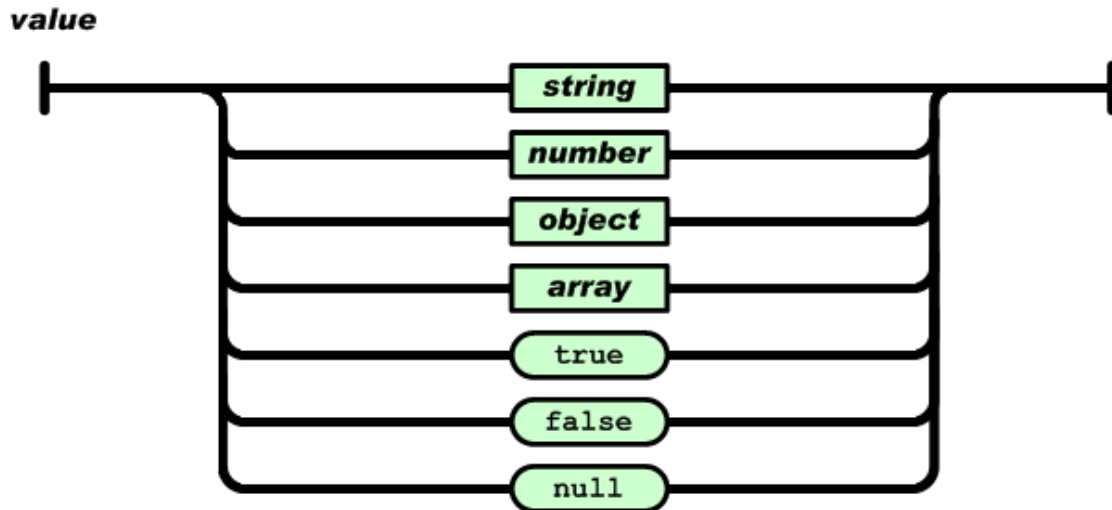 value
string
number
object
array
true
false
null